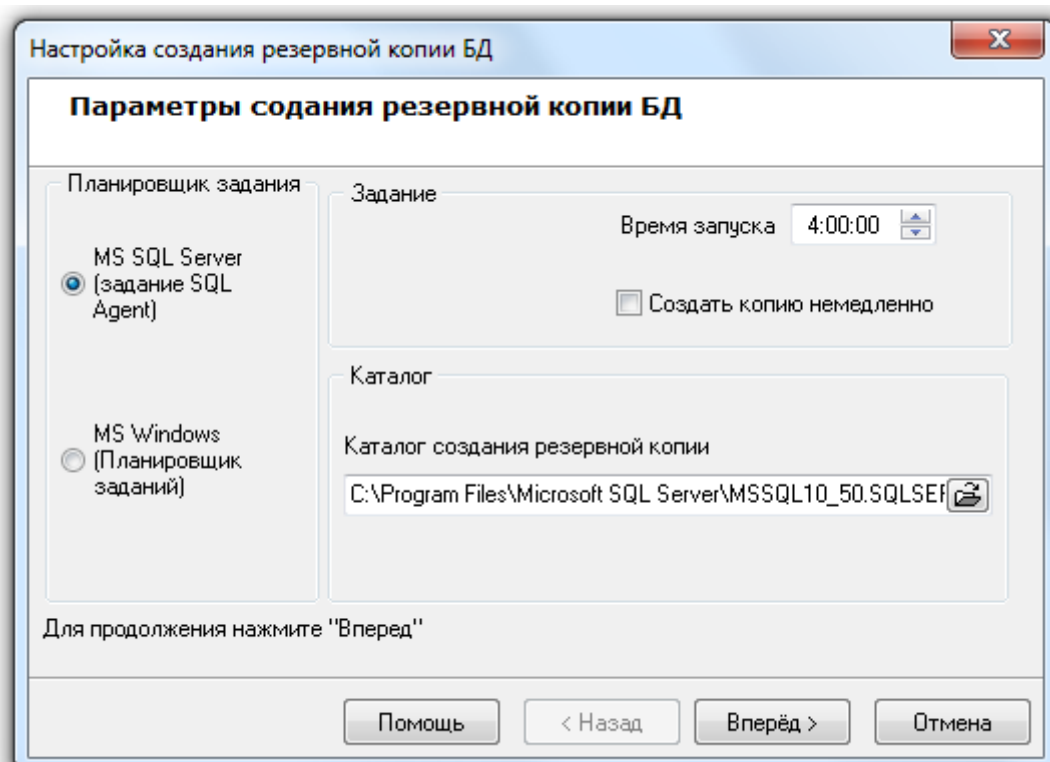 Настройка создания резервной копии БД
Параметры содания резервной копии БД
Планировщик задания
MS SQL Server
(задание SQL
Agent)
MS Windows
(Планировщик
заданий)
Задание
Время запуска 4:00:00
Создать копию немедленно
Каталог
Каталог создания резервной копии
C:\Program Files\Microsoft SQL Server\MSSQL10_50.SQLSEF
Для продолжения нажмите "Вперед"
Помощь < Назад Вперёд > Отмена